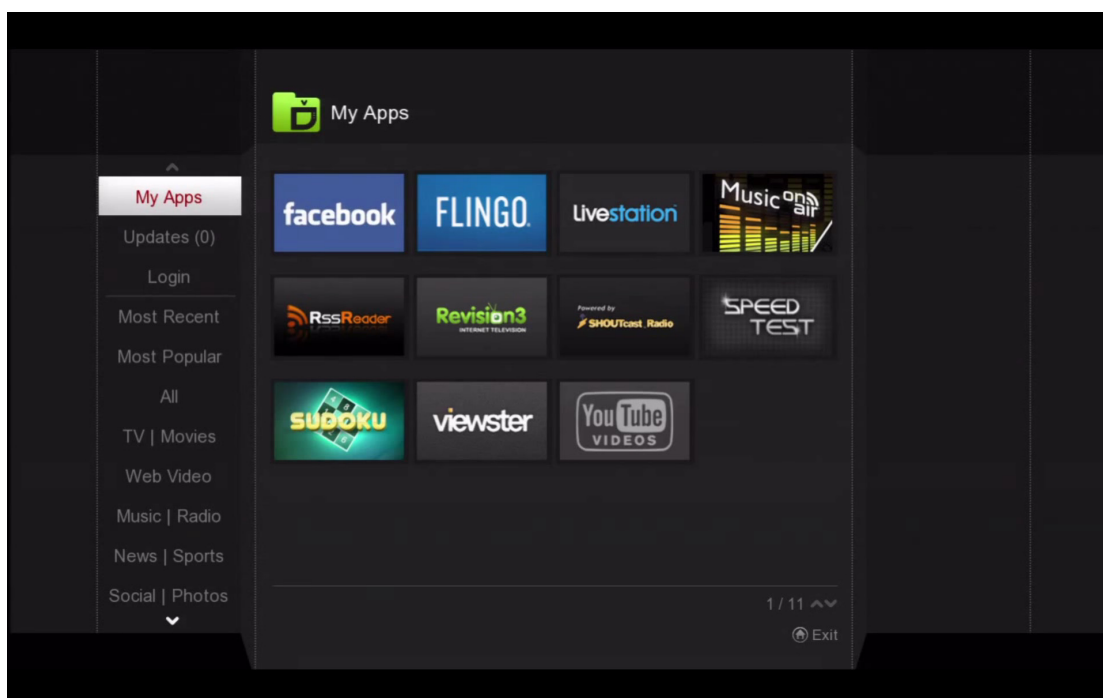 My Apps
My Apps
Updates (0)
Login
Most Recent
Most Popular
All
TV | Movies
Web Video
Music | Radio
News | Sports
Social | Photos
facebook
FLINGO
Livestation
Music on air
RssReader
Revision3
INTERNET TELEVISION
Powered by
SHOUTcast Radio
SPEED
TEST
SUDOKU
viewster
YouTube
VIDEOS
1 / 11
Exit